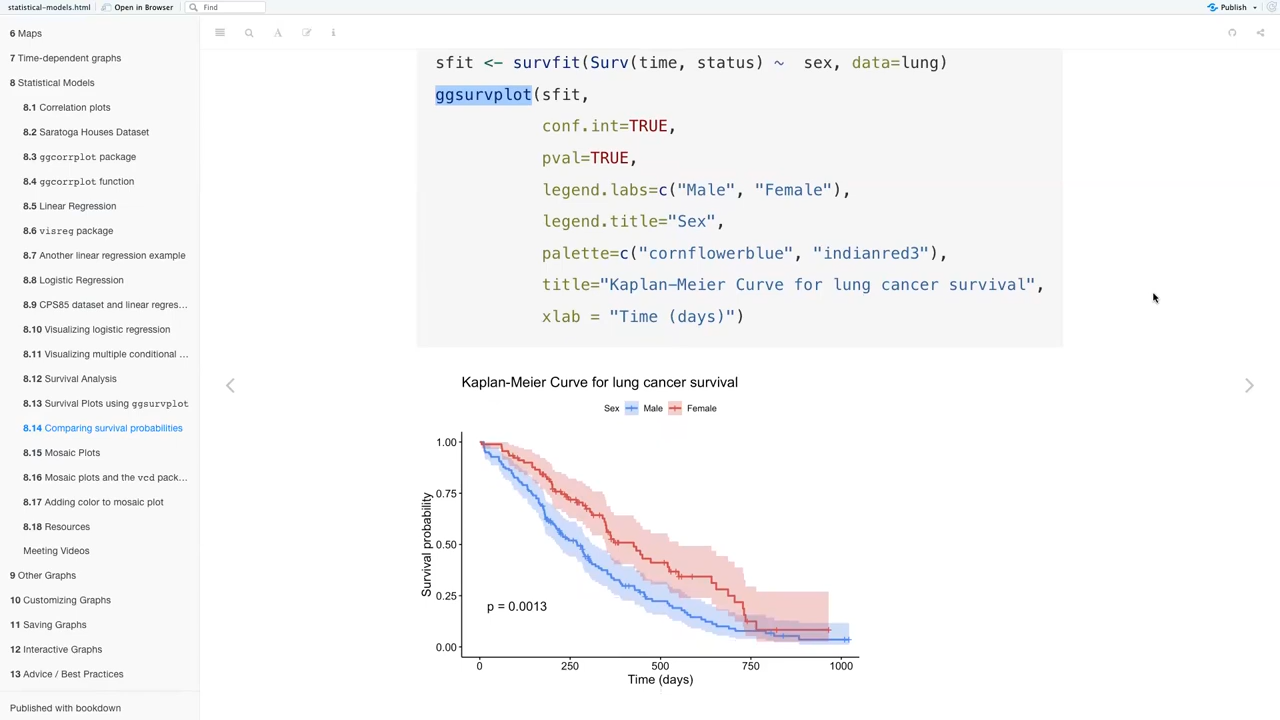 statistical-models.html Open in Browser Find Publish
6 Maps
7 Time-dependent graphs
8 Statistical Models
8.1 Correlation plots
8.2 Saratoga Houses Dataset
8.3 ggcorrplot package
8.4 ggcorrplot function
8.5 Linear Regression
8.6 visreg package
8.7 Another linear regression example
8.8 Logistic Regression
8.9 CPS85 dataset and linear regres…
8.10 Visualizing logistic regression
8.11 Visualizing multiple conditional …
8.12 Survival Analysis
8.13 Survival Plots using ggsurvplot
8.14 Comparing survival probabilities
8.15 Mosaic Plots
8.16 Mosaic plots and the vcd pack…
8.17 Adding color to mosaic plot
8.18 Resources
Meeting Videos
9 Other Graphs
10 Customizing Graphs
11 Saving Graphs
12 Interactive Graphs
13 Advice / Best Practices
Published with bookdown
sfit <- survfit(Surv(time, status) ~ sex, data=lung)
ggsurvplot(sfit,
conf.int=TRUE,
pval=TRUE,
legend.labs=c("Male", "Female"),
legend.title="Sex",
palette=c("cornflowerblue", "indianred3"),
title="Kaplan-Meier Curve for lung cancer survival",
xlab = "Time (days)")
Kaplan-Meier Curve for lung cancer survival
Sex Male Female
1.00
0.75
0.50
0.25
0.00
Survival probability
p = 0.0013
0 250 500 750 1000
Time (days)